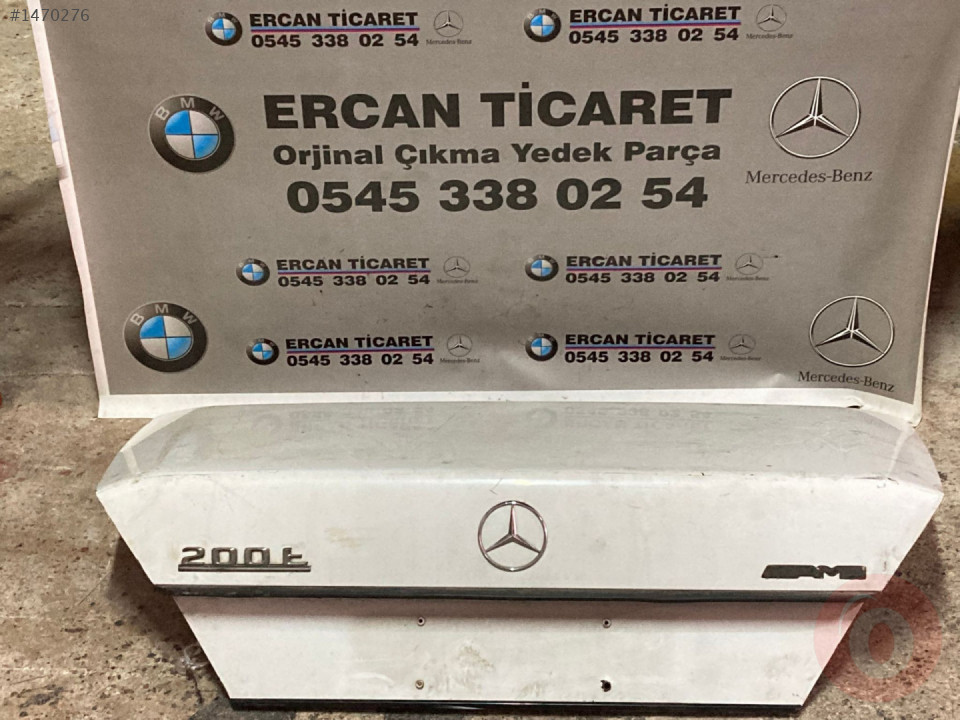 #1470276
ERCAN TİCARET
0545 338 02 54
Mercedes-Benz
ERCAN TİCARET
0545 338 02 54
Mercedes-Benz
BMW
ERCAN TİCARET
Orjinal Çıkma Yedek Parça
0545 338 02 54
Mercedes-Benz
ERCAN TİCARET
0545 338 02 54
Mercedes-Benz
ERCAN TİCARET
0545 338 02 54
Mercedes-Benz
BMW
ERCAN TİCARET
0545 338 02 54
Mercedes-Benz
ERCAN TİCARET
0545 338 02 54
Mercedes-Benz
Mercedes-Benz
200E
AMG